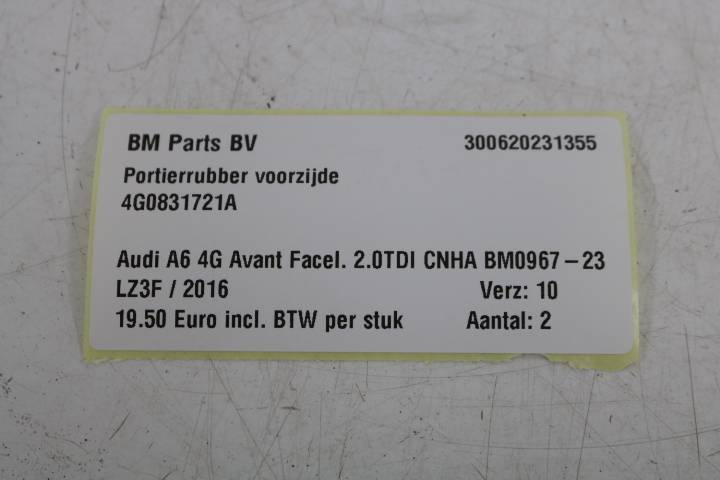 BM Parts BV 300620231355
Portierrubber voorzijde
4G0831721A
Audi A6 4G Avant Facel. 2.0TDI CNHA BM0967-23
LZ3F / 2016 Verz: 10
19.50 Euro incl. BTW per stuk Aantal: 2